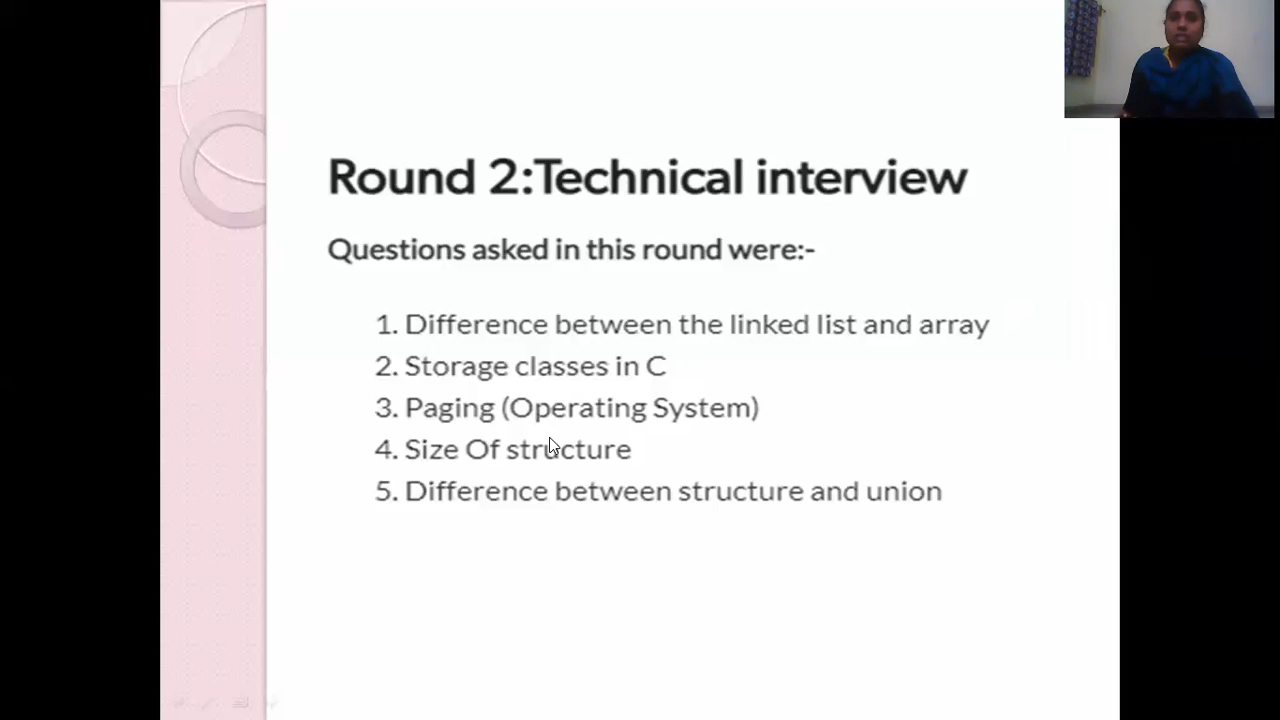 Round 2:Technical interview
Questions asked in this round were:-
1. Difference between the linked list and array
2. Storage classes in C
3. Paging (Operating System)
4. Size Of structure
5. Difference between structure and union